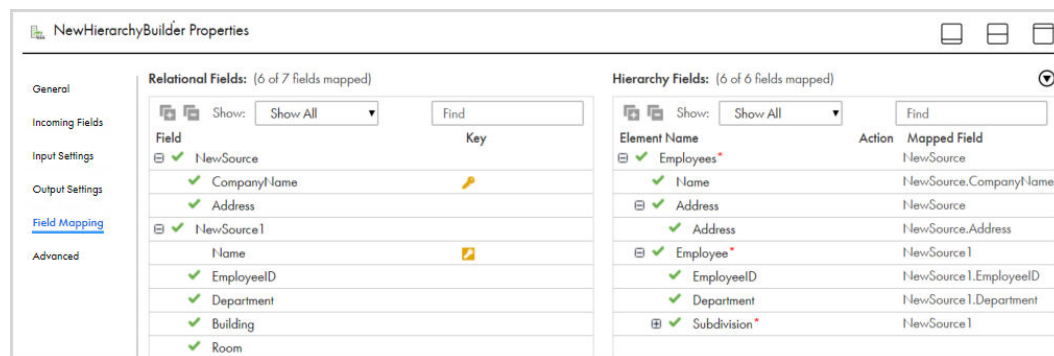 NewHierarchyBuilder Properties
General
Incoming Fields
Input Settings
Output Settings
Field Mapping
Advanced
Relational Fields: (6 of 7 fields mapped)
Show: Show All Find
Field Key
NewSource
CompanyName
Address
NewSource1
Name
EmployeeID
Department
Building
Room
Hierarchy Fields: (6 of 6 fields mapped)
Show: Show All Find
Element Name Action Mapped Field
Employees* NewSource
Name NewSource.CompanyName
Address NewSource
Address NewSource.Address
Employee* NewSource1
EmployeeID NewSource1.EmployeeID
Department NewSource1.Department
Subdivision* NewSource1